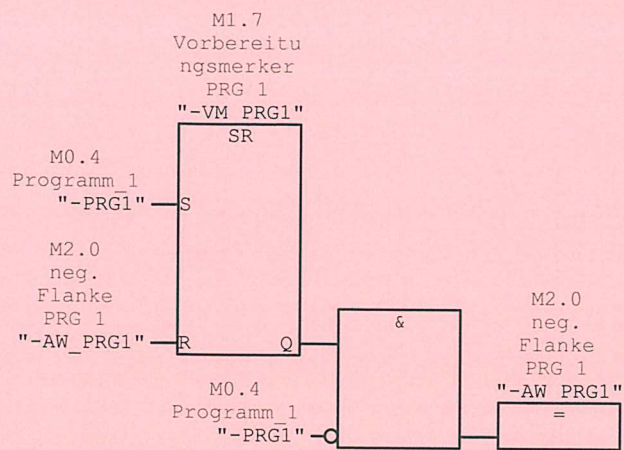 M1.7
Vorbereitu
ngsmerker
PRG 1
"-VM PRG1"
SR
M0.4
Programm_1
"-PRG1"
S
M2.0
neg.
Flanke
PRG 1
"-AW_PRG1"
R
Q
&
M0.4
Programm_1
"-PRG1"
M2.0
neg.
Flanke
PRG 1
"-AW PRG1"
=